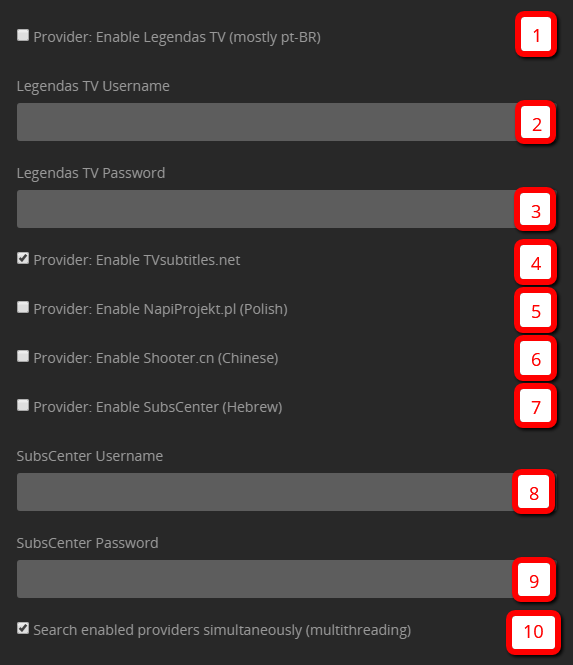 Provider: Enable Legendas TV (mostly pt-BR) 1
Legendas TV Username
2
Legendas TV Password
3
Provider: Enable TVsubtitles.net 4
Provider: Enable NapiProjekt.pl (Polish) 5
Provider: Enable Shooter.cn (Chinese) 6
Provider: Enable SubsCenter (Hebrew) 7
SubsCenter Username
8
SubsCenter Password
9
Search enabled providers simultaneously (multithreading) 10